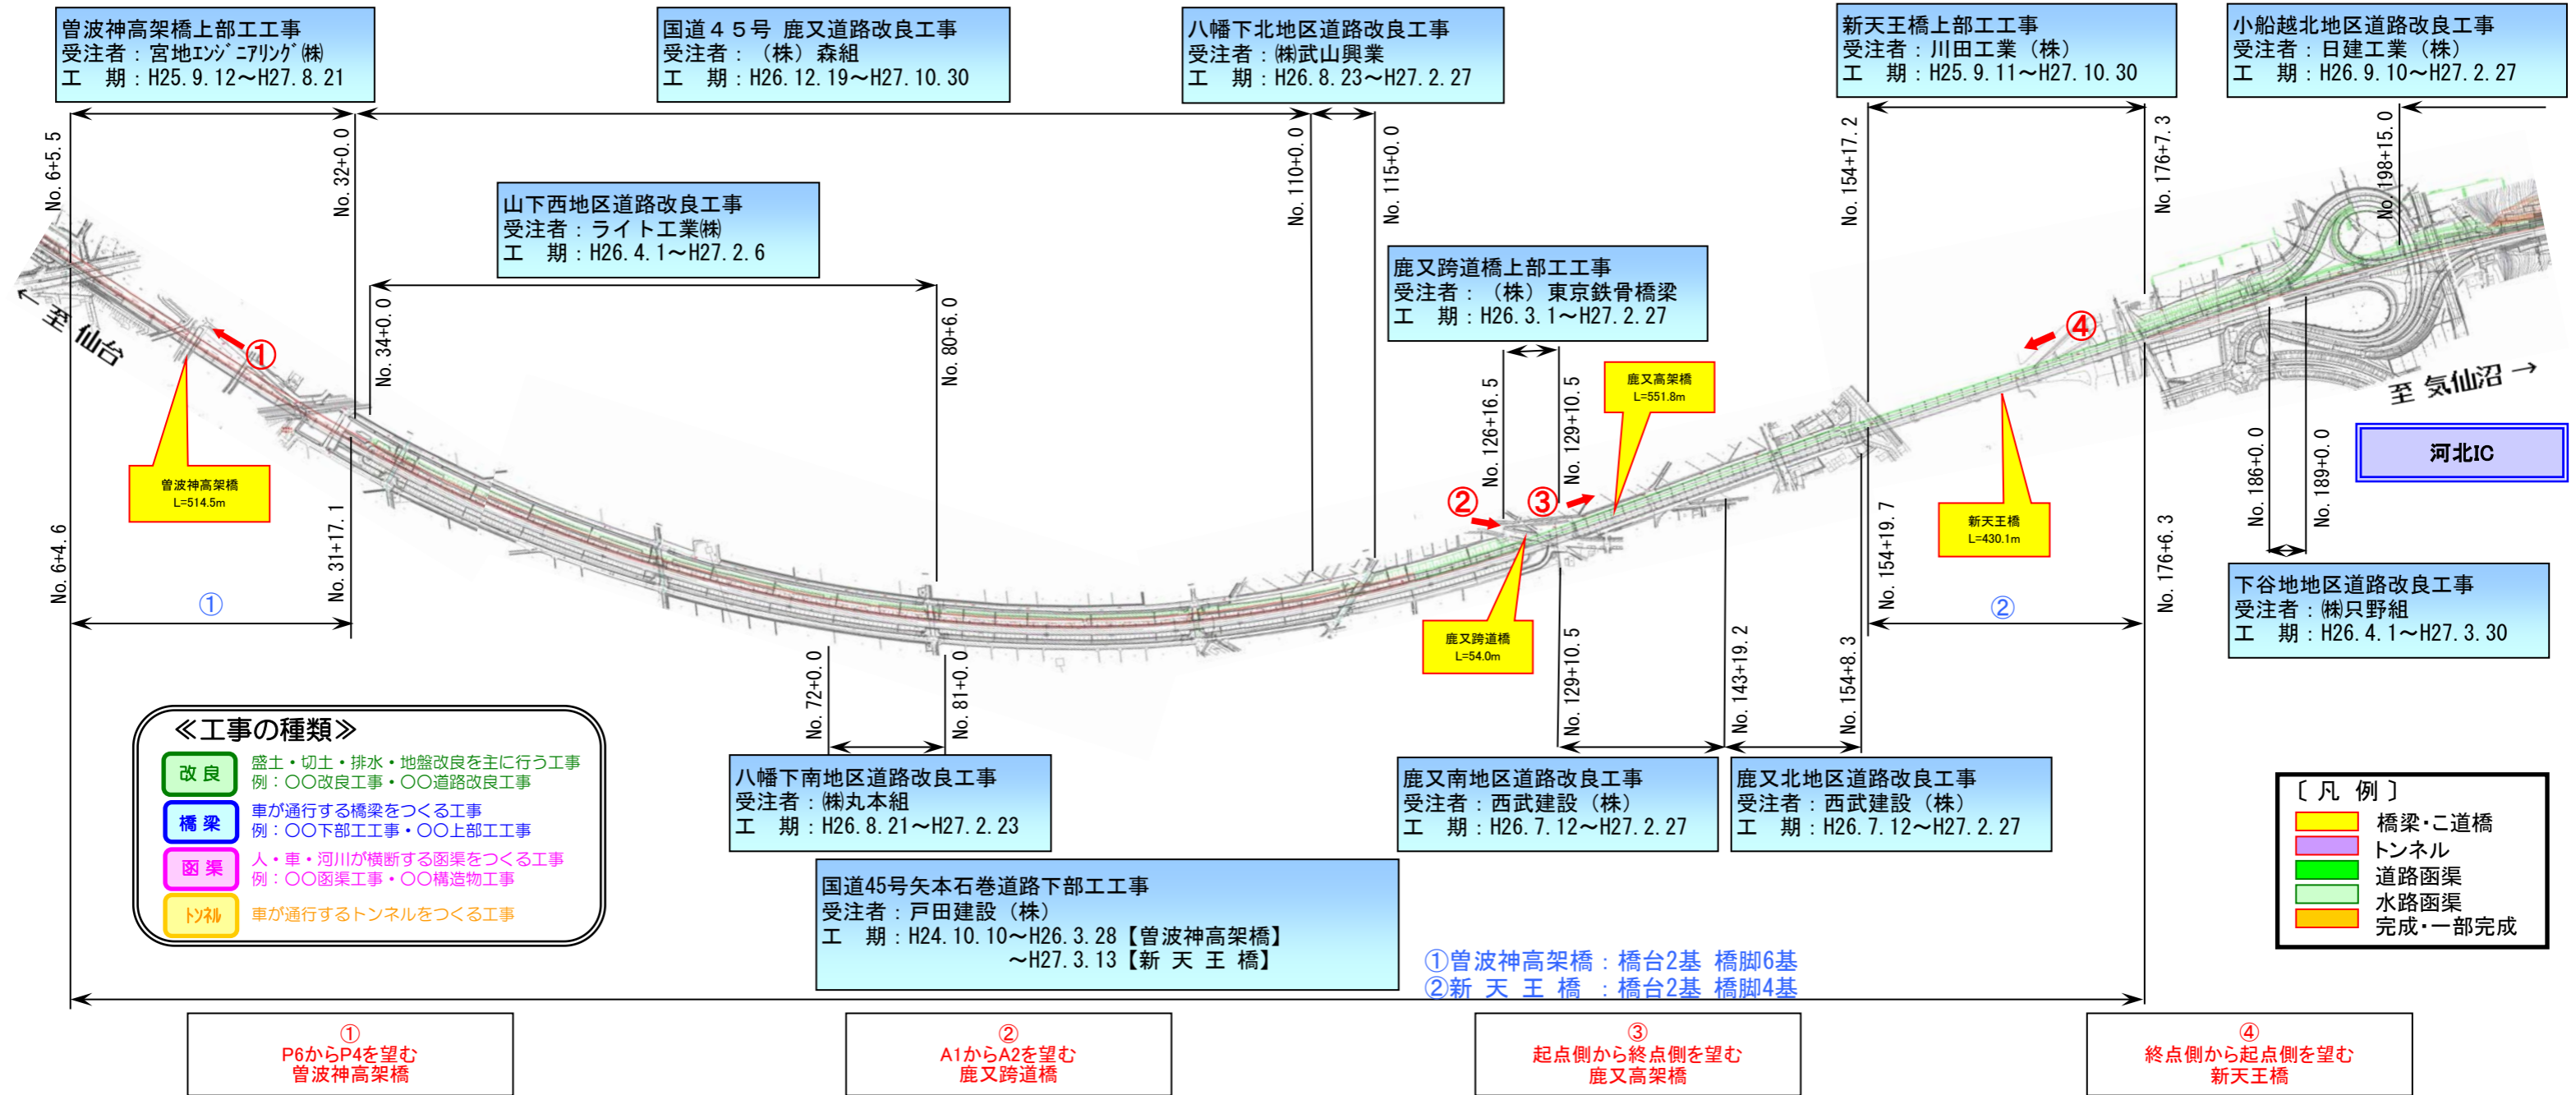 曽波神高架橋上部工工事
受注者：宮地エンジニアリング㈱
工　期：H25.9.12～H27.8.21
国道４５号 鹿又道路改良工事
受注者：（株）森組
工　期：H26.12.19～H27.10.30
八幡下北地区道路改良工事
受注者：㈱武山興業
工　期：H26.8.23～H27.2.27
新天王橋上部工工事
受注者：川田工業（株）
工　期：H25.9.11～H27.10.30
小船越北地区道路改良工事
受注者：日建工業（株）
工　期：H26.9.10～H27.2.27
No.6+5.5
No.32+0.0
No.110+0.0
No.115+0.0
No.154+17.2
No.176+7.3
No.198+15.0
山下西地区道路改良工事
受注者：ライト工業㈱
工　期：H26.4.1～H27.2.6
鹿又跨道橋上部工工事
受注者：（株）東京鉄骨橋梁
工　期：H26.3.1～H27.2.27
No.34+0.0
No.80+6.0
No.126+16.5
No.129+10.5
← 至 仙台
①
②
③
④
至 気仙沼 →
河北IC
曽波神高架橋
L=514.5m
鹿又高架橋
L=551.8m
鹿又跨道橋
L=54.0m
新天王橋
L=430.1m
No.6+4.6
No.31+17.1
①
No.72+0.0
No.81+0.0
No.129+10.5
No.143+19.2
No.154+8.3
No.154+19.7
②
No.176+6.3
No.186+0.0
No.189+0.0
下谷地地区道路改良工事
受注者：㈱只野組
工　期：H26.4.1～H27.3.30
≪工事の種類≫
改良
盛土・切土・排水・地盤改良を主に行う工事
例：〇〇改良工事・〇〇道路改良工事
橋梁
車が通行する橋梁をつくる工事
例：〇〇下部工工事・〇〇上部工工事
函渠
人・車・河川が横断する函渠をつくる工事
例：〇〇函渠工事・〇〇構造物工事
トンネル
車が通行するトンネルをつくる工事
八幡下南地区道路改良工事
受注者：㈱丸本組
工　期：H26.8.21～H27.2.23
鹿又南地区道路改良工事
受注者：西武建設（株）
工　期：H26.7.12～H27.2.27
鹿又北地区道路改良工事
受注者：西武建設（株）
工　期：H26.7.12～H27.2.27
国道45号矢本石巻道路下部工工事
受注者：戸田建設（株）
工　期：H24.10.10～H26.3.28【曽波神高架橋】
～H27.3.13【新 天 王 橋】
①曽波神高架橋：橋台2基 橋脚6基
②新 天 王 橋 ：橋台2基 橋脚4基
〔 凡 例 〕
橋梁・こ道橋
トンネル
道路函渠
水路函渠
完成・一部完成
①
P6からP4を望む
曽波神高架橋
②
A1からA2を望む
鹿又跨道橋
③
起点側から終点側を望む
鹿又高架橋
④
終点側から起点側を望む
新天王橋